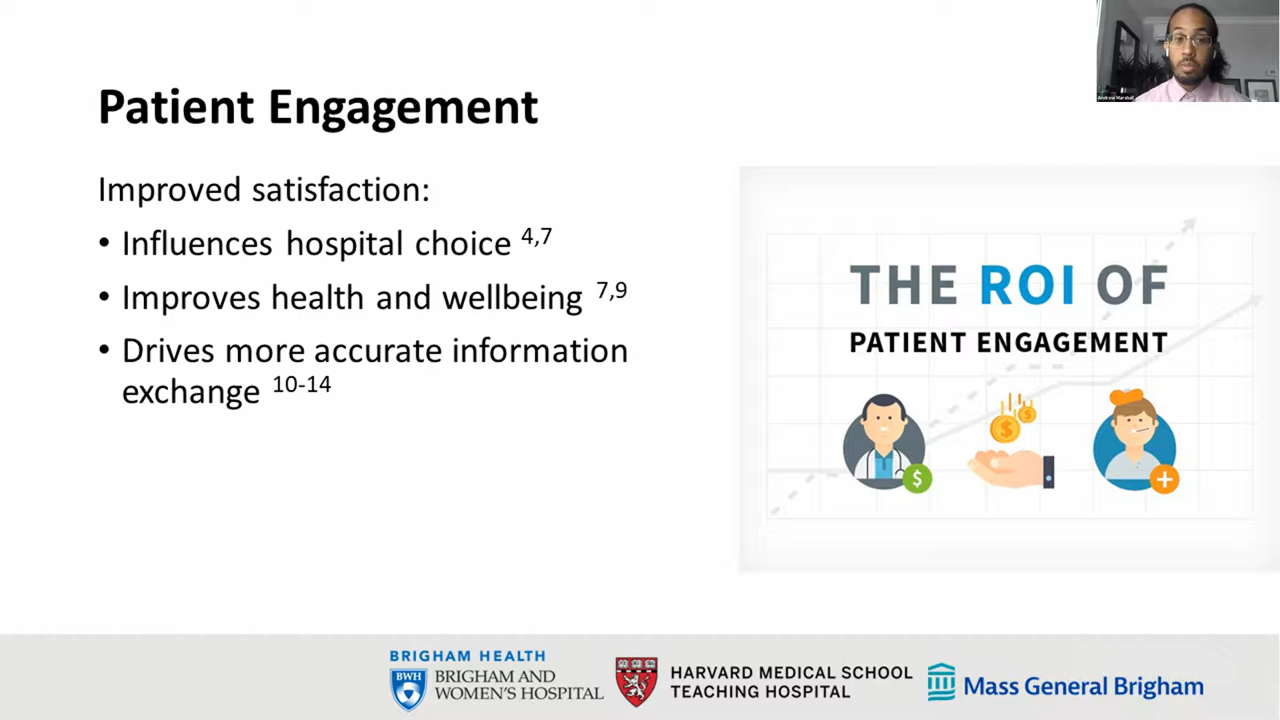 Andrew Marshall
Patient Engagement
Improved satisfaction:
• Influences hospital choice 4,7
• Improves health and wellbeing 7,9
• Drives more accurate information
exchange 10-14
THE ROI OF
PATIENT ENGAGEMENT
$
$
$
BRIGHAM HEALTH
BWH
BRIGHAM AND
WOMEN'S HOSPITAL
HARVARD MEDICAL SCHOOL
TEACHING HOSPITAL
Mass General Brigham